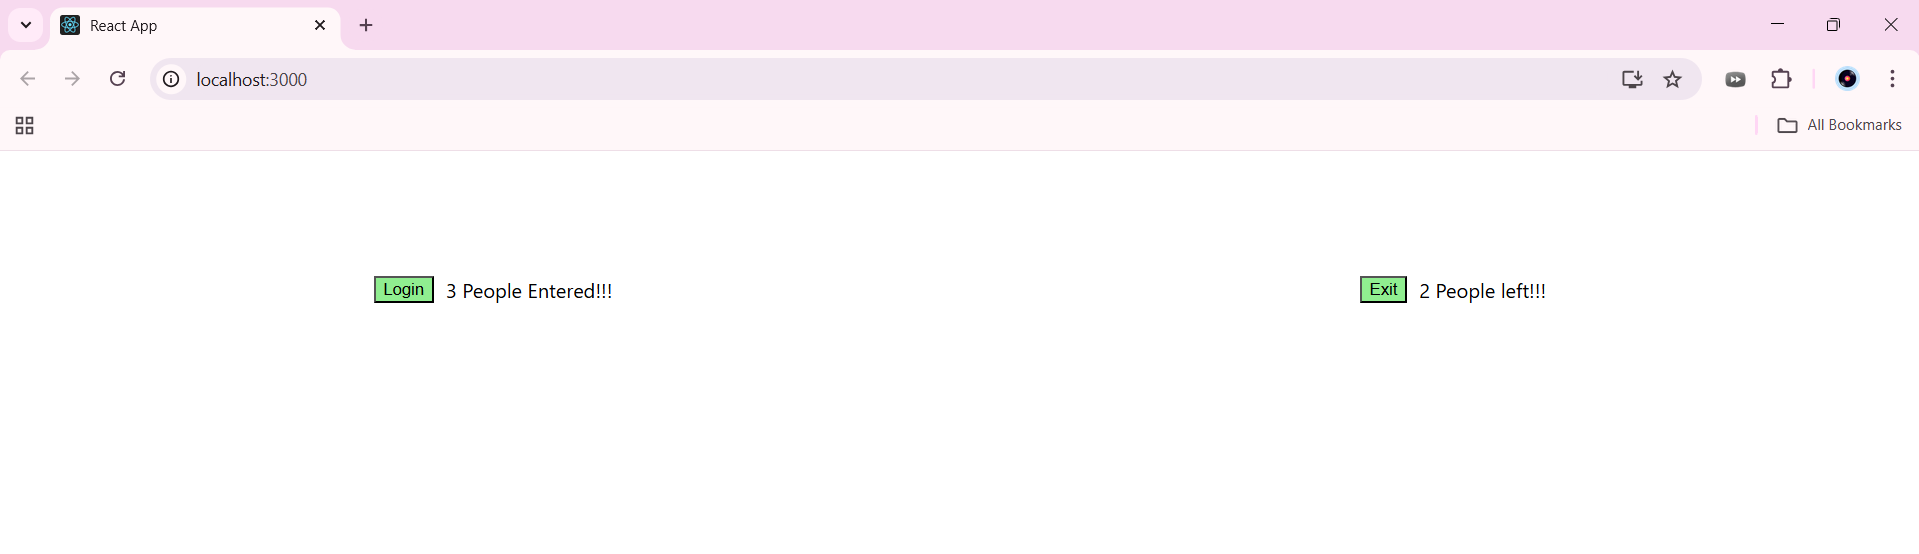 React App
localhost:3000
All Bookmarks
Login 3 People Entered!!! Exit 2 People left!!!